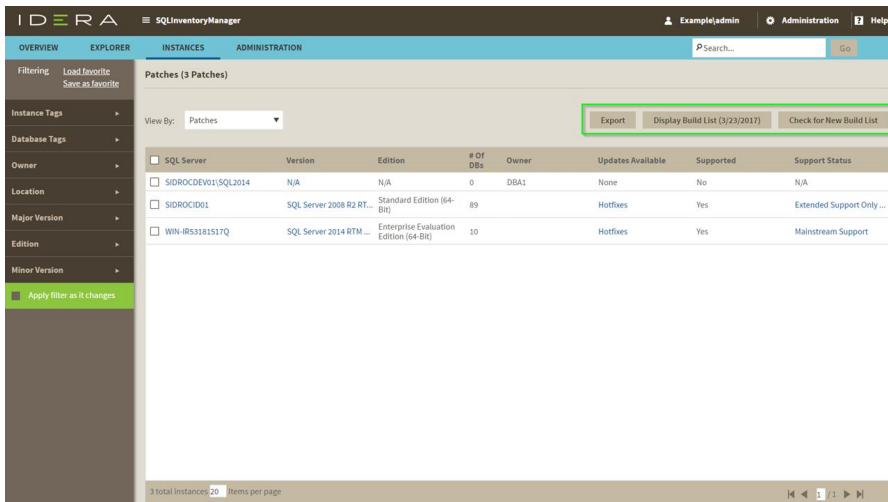 IDERA
SQLInventoryManager
Example\admin
Administration
Help
OVERVIEW
EXPLORER
INSTANCES
ADMINISTRATION
Search...
Go
Filtering
Load favorite
Save as favorite
Patches (3 Patches)
Instance Tags
Database Tags
Owner
Location
Major Version
Edition
Minor Version
Apply filter as it changes
View By: Patches
Export
Display Build List (3/23/2017)
Check for New Build List
SQL Server Version Edition # Of DBs Owner Updates Available Supported Support Status
SIDROCDEV01\SQL2014 N/A N/A 0 DBA1 None No N/A
SIDROCID01 SQL Server 2008 R2 RT... Standard Edition (64-Bit) 89 Hotfixes Yes Extended Support Only ...
WIN-IRS3181517Q SQL Server 2014 RTM ... Enterprise Evaluation Edition (64-Bit) 10 Hotfixes Yes Mainstream Support
3 total instances 20 Items per page
1 / 1